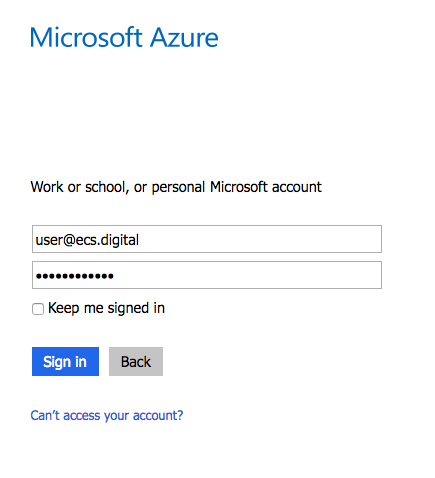 Microsoft Azure
Work or school, or personal Microsoft account
user@ecs.digital
••••••••••••
Keep me signed in
Sign in Back
Can't access your account?